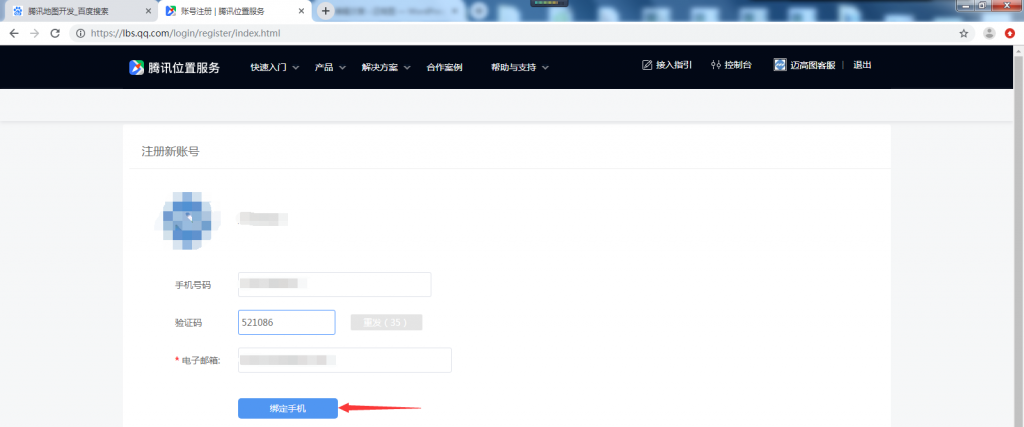 腾讯地图开发_百度搜索
账号注册 | 腾讯位置服务
https://lbs.qq.com/login/register/index.html
腾讯位置服务 快速入门 产品 解决方案 合作案例 帮助与支持 接入指引 控制台 迈高图客服 | 退出
注册新账号
手机号码
验证码 521086 重发(35)
* 电子邮箱:
绑定手机